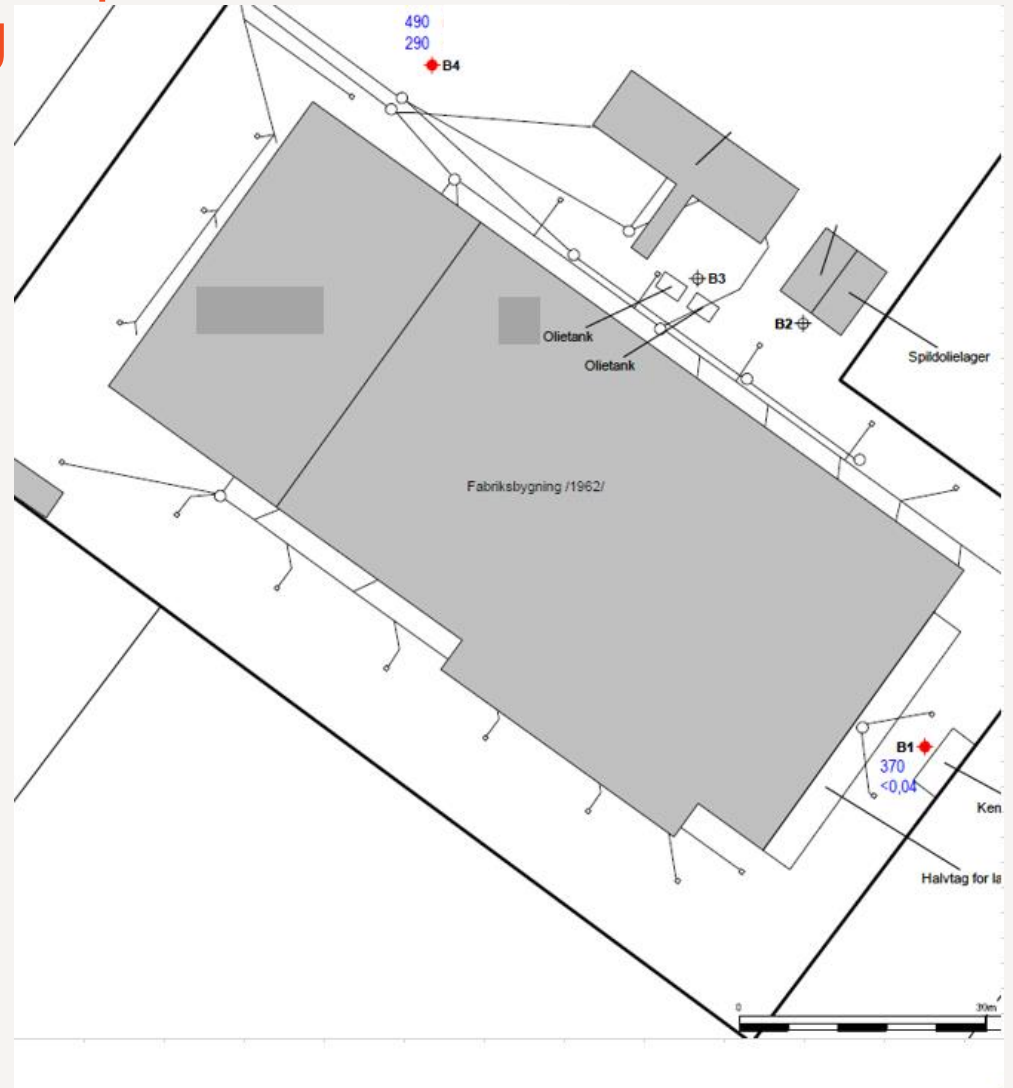 490
290
B4
B3
B2
Olietank
Olietank
Spildolielager
Fabriksbygning /1962/
B1
370
<0,04
Ken
Halvtag for la
0
30m